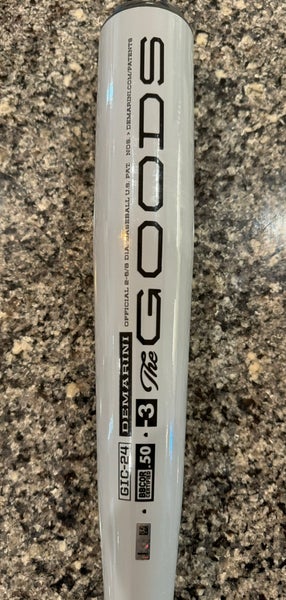 The GOODS
-3
BBCOR
CERTIFIED
.50
DEMARINI
GIC-24
OFFICIAL 2-5/8 DIA. BASEBALL U.S. PAT. NOS. > DEMARINI.COM/PATENTS